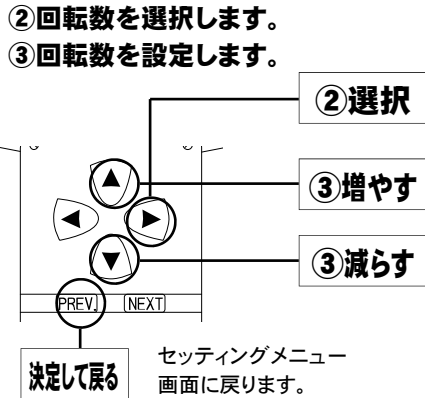 ②回転数を選択します。
③回転数を設定します。
②選択
③増やす
③減らす
PREV.
NEXT
決定して戻る
セッティングメニュー
画面に戻ります。